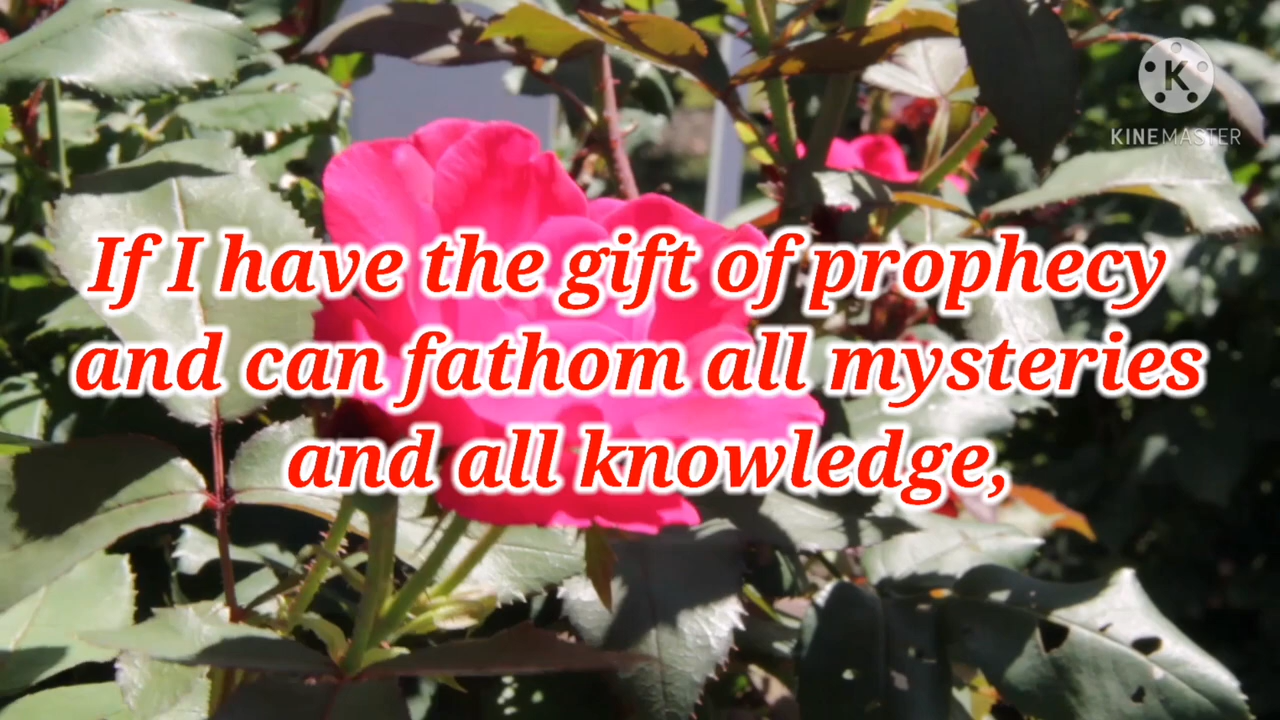 K
KINEMASTER
If I have the gift of prophecy
and can fathom all mysteries
and all knowledge,